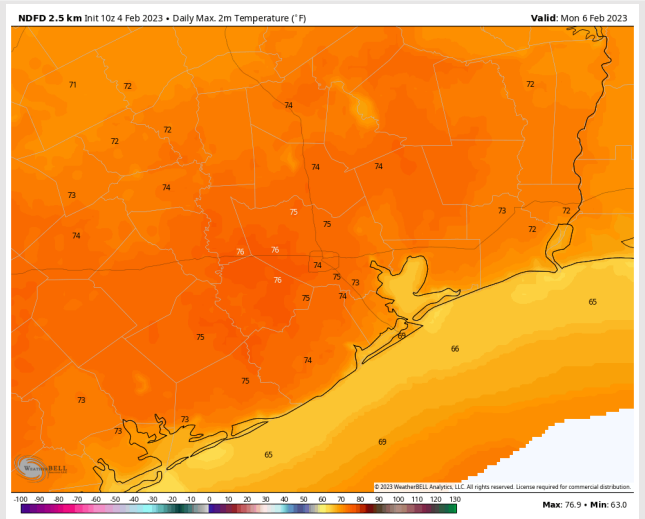 NDFD 2.5 km Init 10z 4 Feb 2023 • Daily Max. 2m Temperature (°F) Valid: Mon 6 Feb 2023
71 72 72
74
72
72
74 74
73 74
75 73 72
75
74 72
76 76
74
76 75 73
75 74
65
75 69
66
74
75
73
73
73
69
65
WeatherBELL
© 2023 WeatherBELL Analytics, LLC. All rights reserved. License required for commercial distribution.
-100 -90 -80 -70 -60 -50 -40 -30 -20 -10 0 10 20 30 40 50 60 70 80 90 100 110 120 130 Max: 76.9 • Min: 63.0